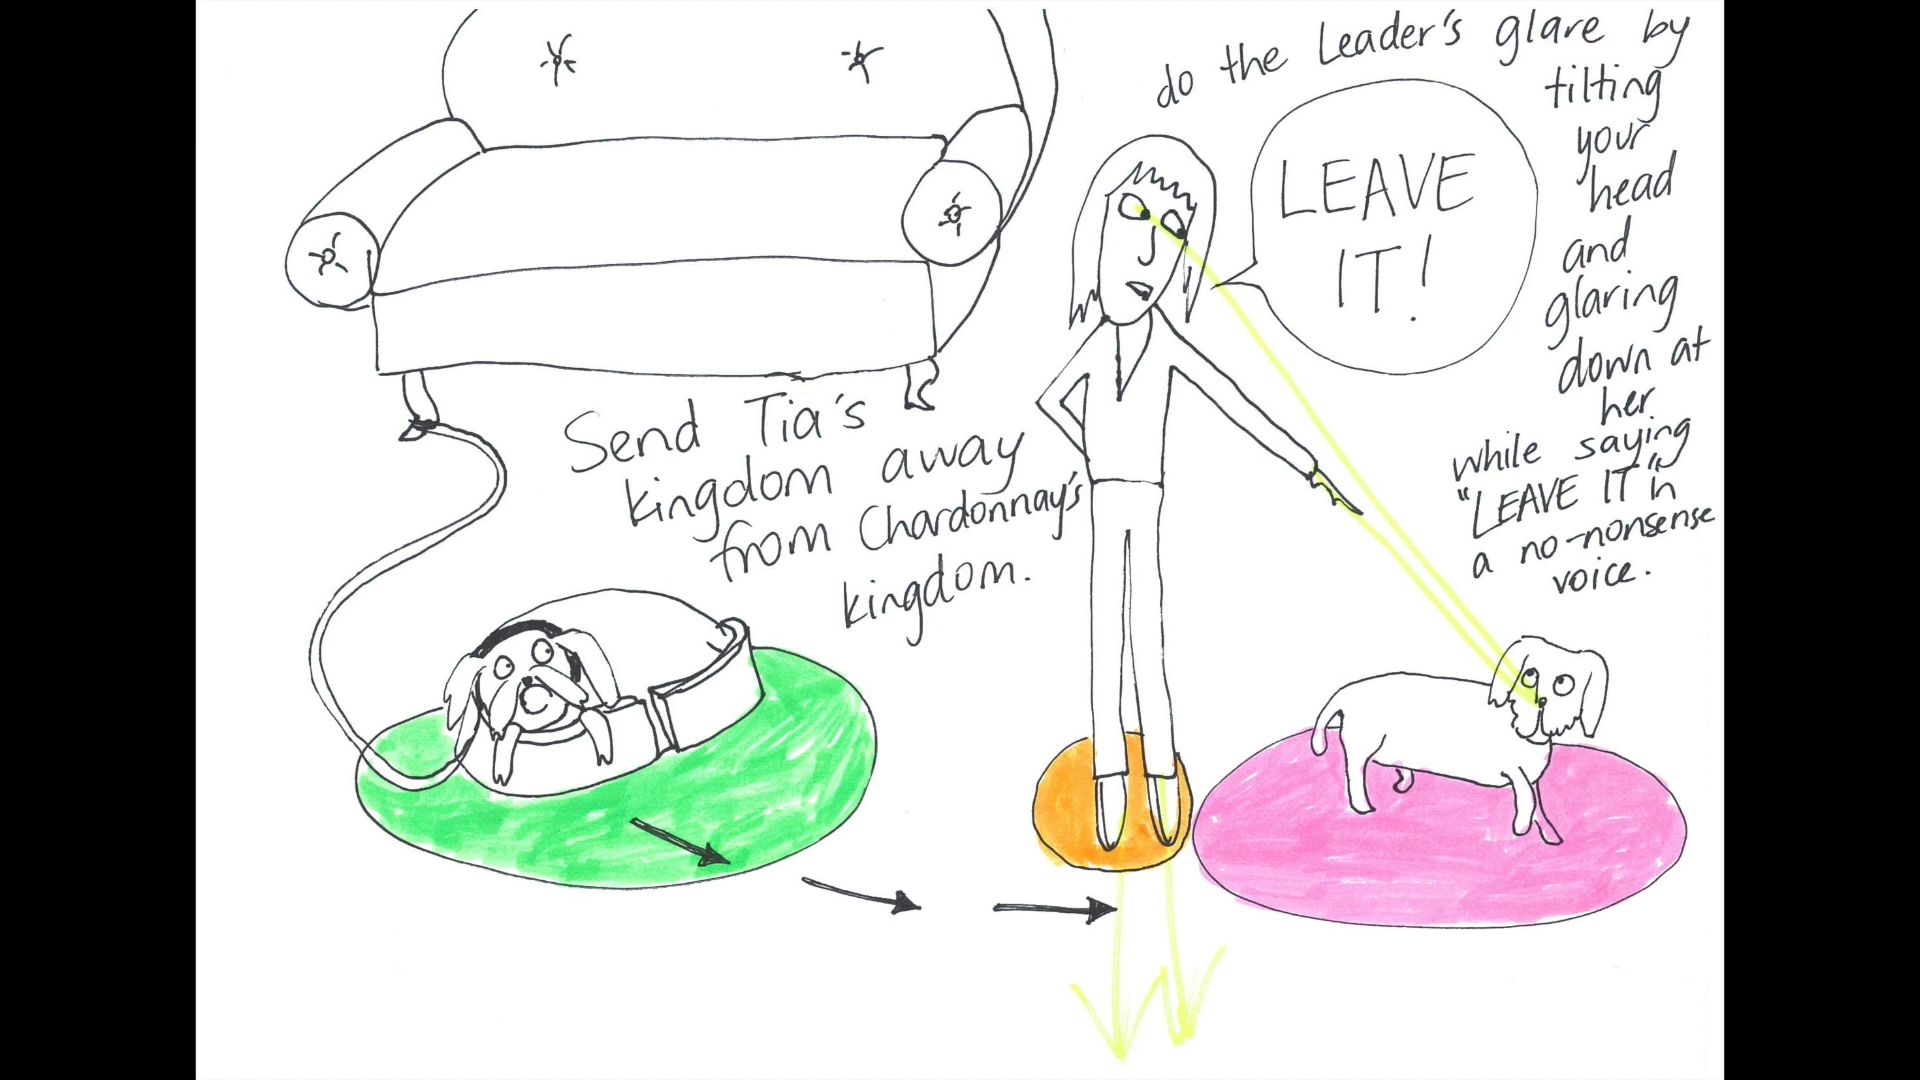 do the Leader's glare by
tilting
your
head
and
glaring
down at
her
while saying
"LEAVE IT" in
a no-nonsense
voice.
LEAVE
IT!
Send Tia's
kingdom away
from Chardonnay's
kingdom.